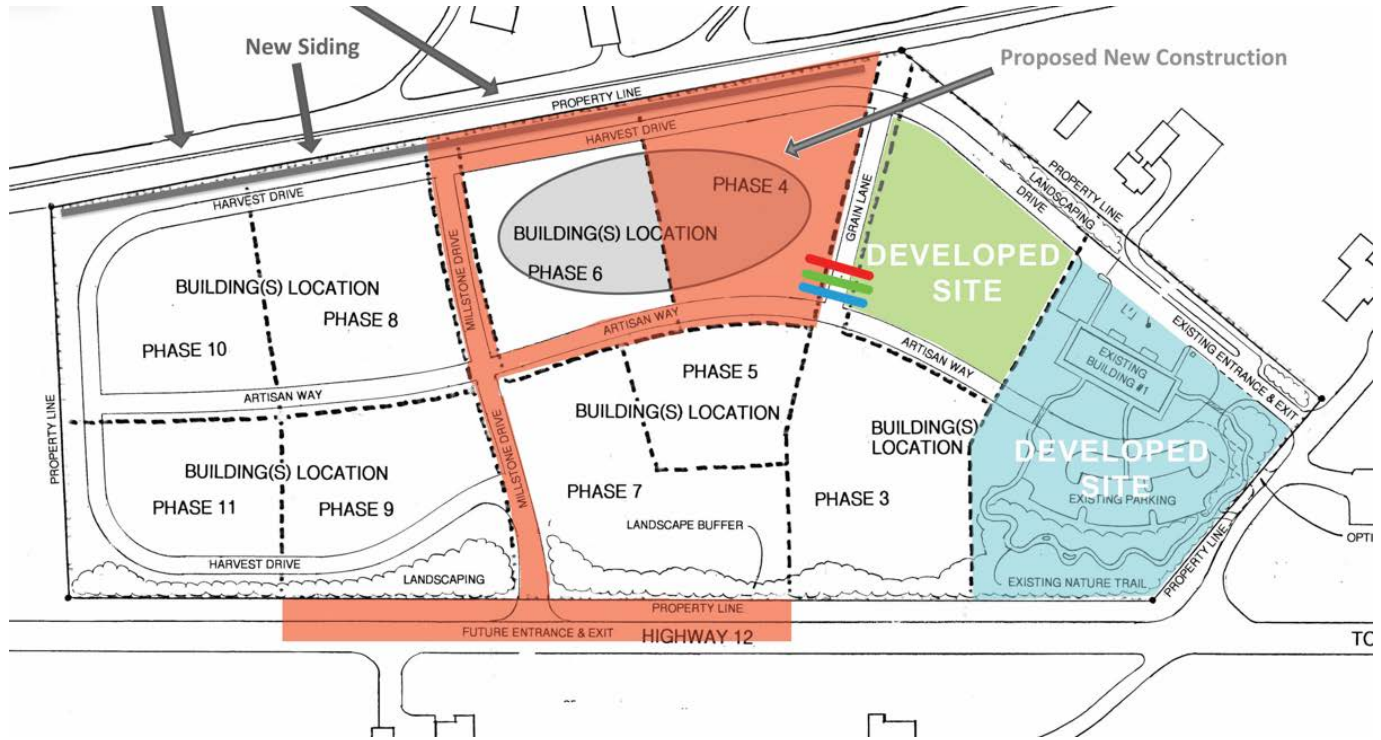 New Siding
Proposed New Construction
PROPERTY LINE
HARVEST DRIVE
HARVEST DRIVE
PHASE 4
GRAIN LANE
LANDSCAPING
PROPERTY LINE
DRIVE
BUILDING(S) LOCATION
PHASE 6
DEVELOPED
SITE
BUILDING(S) LOCATION
PHASE 8
PHASE 10
MILLSTONE DRIVE
ARTISAN WAY
ARTISAN WAY
EXISTING ENTRANCE & EXIT
EXISTING
BUILDING #1
PHASE 5
BUILDING(S) LOCATION
ARTISAN WAY
BUILDING(S)
LOCATION
PROPERTY LINE
BUILDING(S) LOCATION
PHASE 11
PHASE 9
MILLSTONE DRIVE
PHASE 7
PHASE 3
LANDSCAPE BUFFER
DEVELOPED
SITE
EXISTING PARKING
EXISTING NATURE TRAIL
PROPERTY LINE
HARVEST DRIVE
LANDSCAPING
PROPERTY LINE
FUTURE ENTRANCE & EXIT
HIGHWAY 12